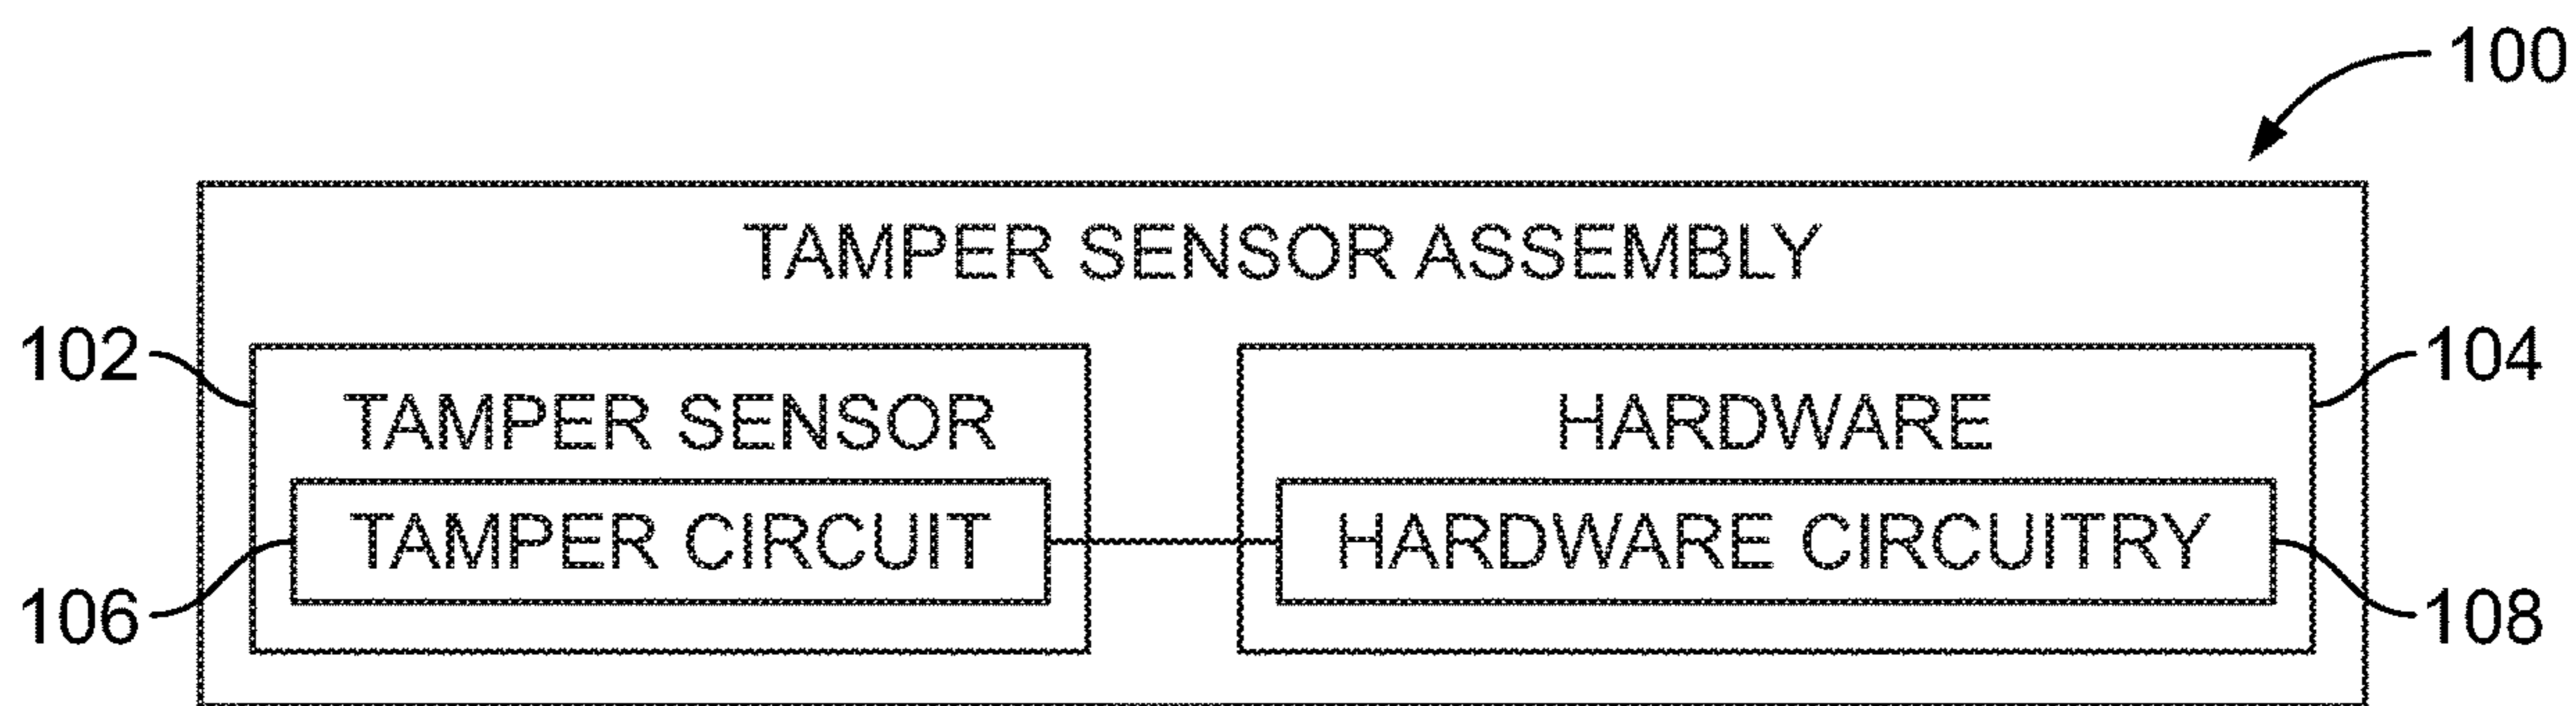 100
TAMPER SENSOR ASSEMBLY
102
104
TAMPER SENSOR
HARDWARE
TAMPER CIRCUIT
HARDWARE CIRCUITRY
106
108